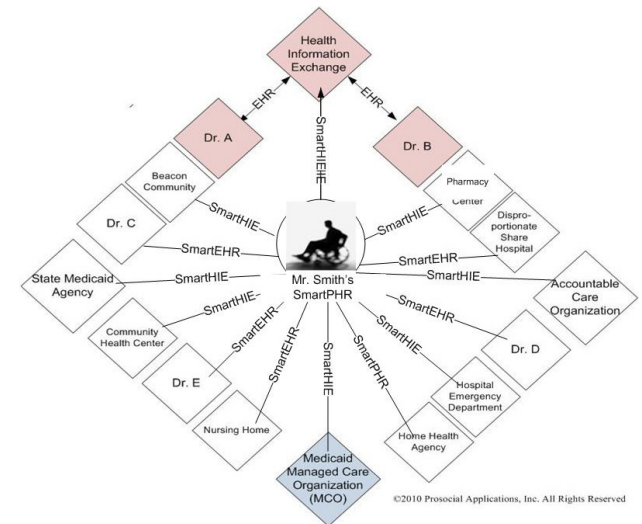 Health
Information
Exchange
EHR
EHR
Dr. A
Dr. B
SmartHIE
Beacon
Community
Pharmacy
Center
SmartHIE
SmartHIE
Dr. C
Dispro-
portionate
Share
Hospital
SmartEHR
SmartEHR
State Medicaid
Agency
SmartHIE
Mr. Smith's
SmartPHR
SmartHIE
Accountable
Care
Organization
Community
Health Center
SmartHIE
SmartEHR
Dr. D
Dr. E
SmartEHR
SmartHIE
Hospital
Emergency
Department
Nursing Home
SmartEHR
SmartHIE
SmartPHR
Home Health
Agency
Medicaid
Managed Care
Organization
(MCO)
©2010 Prosocial Applications, Inc. All Rights Reserved